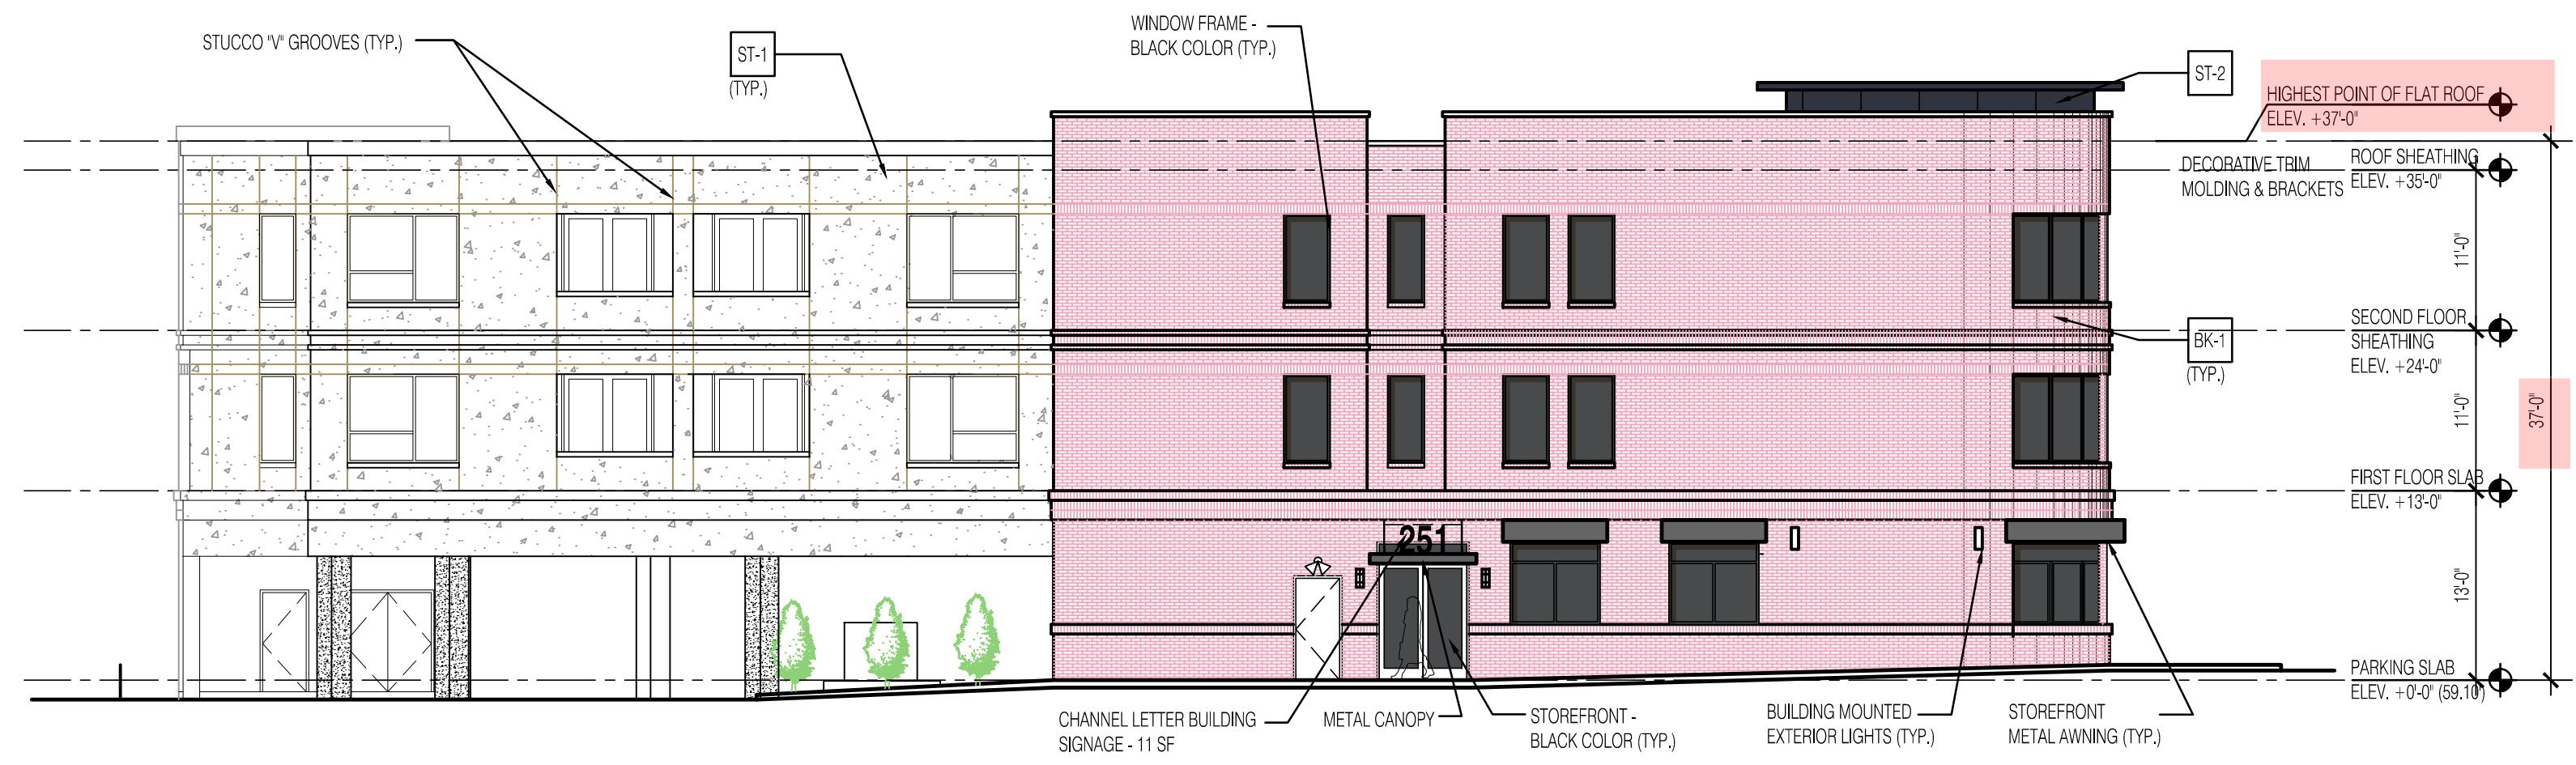 STUCCO "V" GROOVES (TYP.)
ST-1
(TYP.)
WINDOW FRAME -
BLACK COLOR (TYP.)
ST-2
HIGHEST POINT OF FLAT ROOF
ELEV. +37'-0"
DECORATIVE TRIM
MOLDING & BRACKETS
ROOF SHEATHING
ELEV. +35'-0"
11'-0"
SECOND FLOOR
SHEATHING
ELEV. +24'-0"
BK-1
(TYP.)
11'-0"
37'-0"
FIRST FLOOR SLAB
ELEV. +13'-0"
251
13'-0"
PARKING SLAB
ELEV. +0'-0" (59.10')
CHANNEL LETTER BUILDING
SIGNAGE - 11 SF
METAL CANOPY
STOREFRONT -
BLACK COLOR (TYP.)
BUILDING MOUNTED
EXTERIOR LIGHTS (TYP.)
STOREFRONT
METAL AWNING (TYP.)